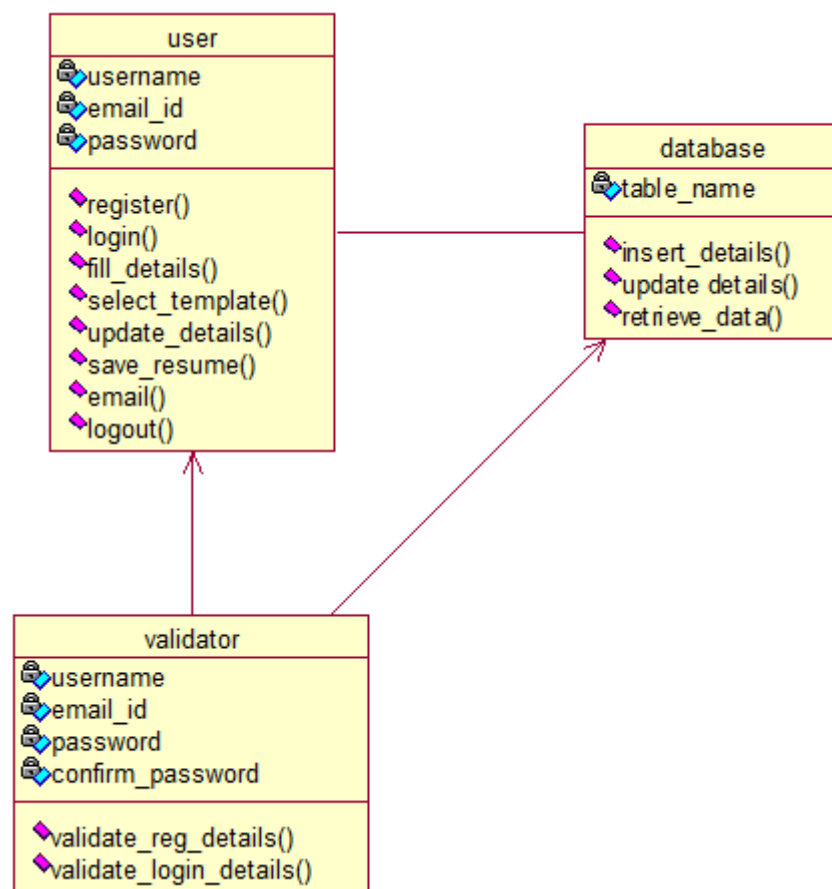 user
username
email_id
password
register()
login()
fill_details()
select_template()
update_details()
save_resume()
email()
logout()
database
table_name
insert_details()
update details()
retrieve_data()
validator
username
email_id
password
confirm_password
validate_reg_details()
validate_login_details()